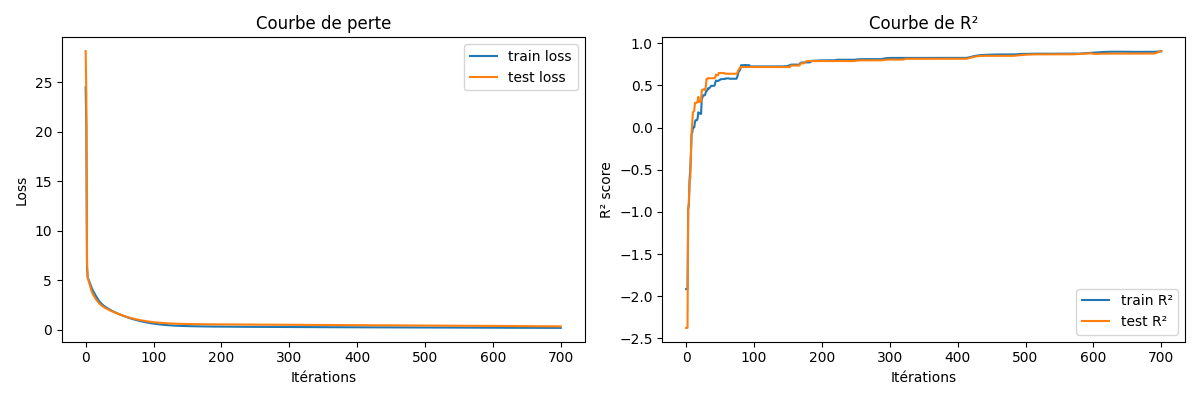 Courbe de perte
Loss
25
20
15
10
5
0
0 100 200 300 400 500 600 700
Itérations
train loss
test loss
Courbe de R²
R² score
1.0
0.5
0.0
−0.5
−1.0
−1.5
−2.0
−2.5
0 100 200 300 400 500 600 700
Itérations
train R²
test R²